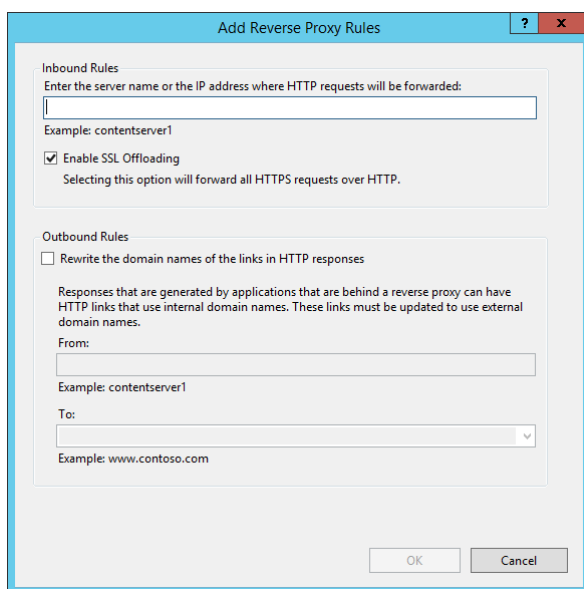 Add Reverse Proxy Rules
?
x
Inbound Rules
Enter the server name or the IP address where HTTP requests will be forwarded:
Example: contentserver1
Enable SSL Offloading
Selecting this option will forward all HTTPS requests over HTTP.
Outbound Rules
Rewrite the domain names of the links in HTTP responses
Responses that are generated by applications that are behind a reverse proxy can have
HTTP links that use internal domain names. These links must be updated to use external
domain names.
From:
Example: contentserver1
To:
Example: www.contoso.com
OK
Cancel